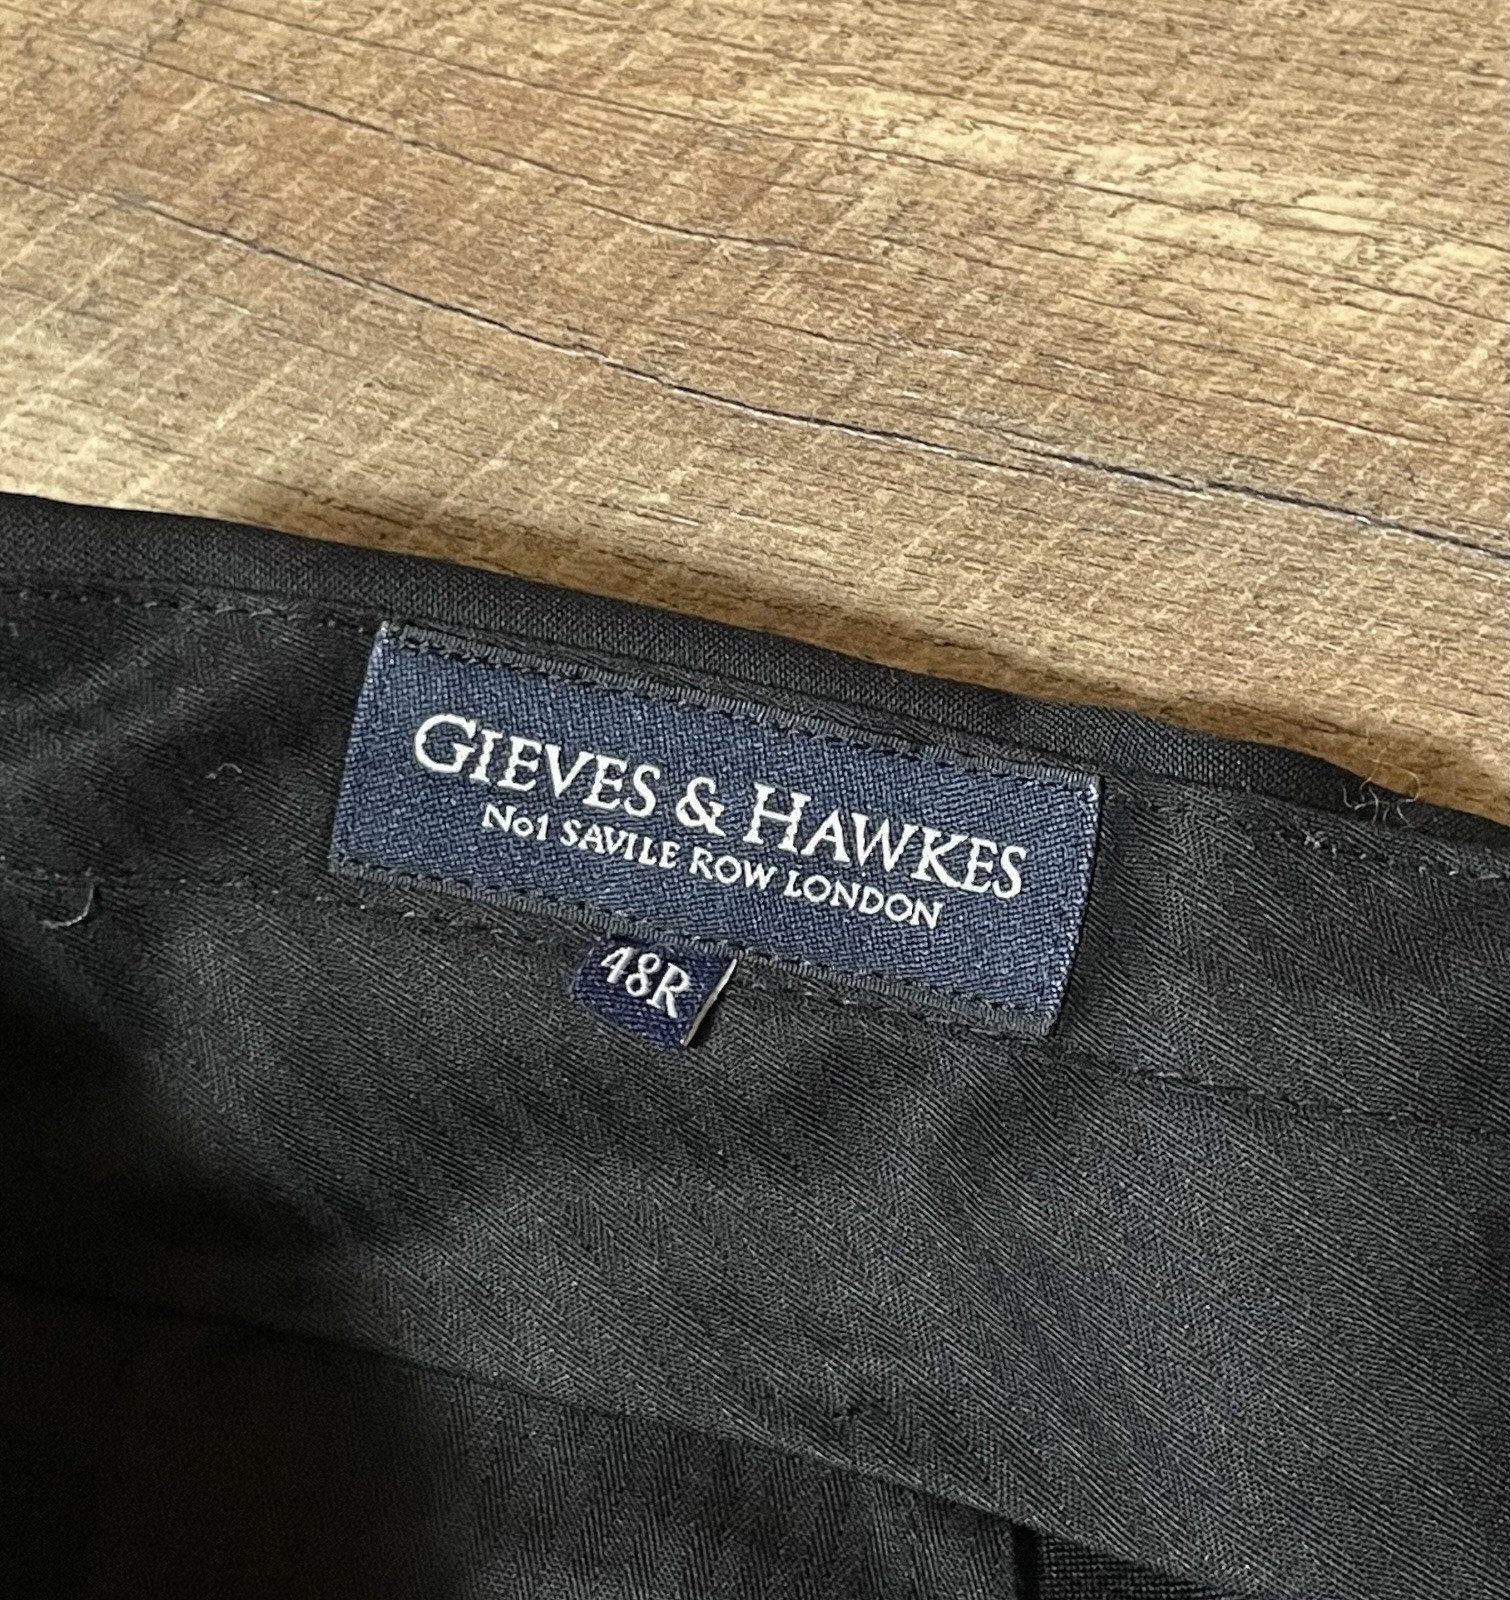 GIEVES & HAWKES
No1 SAVILE ROW LONDON
48R